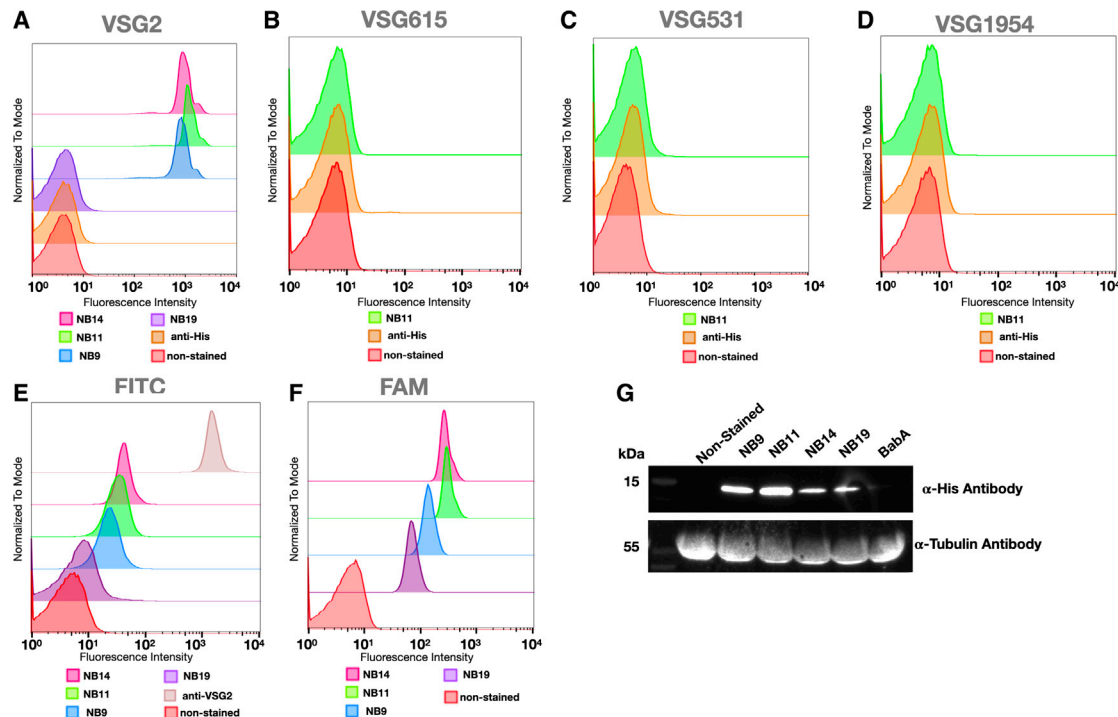 A
VSG2
Normalized To Mode
10⁰ 10¹ 10² 10³ 10⁴
Fluorescence Intensity
NB14 NB19
NB11 anti-His
NB9 non-stained
B
VSG615
Normalized To Mode
10⁰ 10¹ 10² 10³ 10⁴
Fluorescence Intensity
NB11
anti-His
non-stained
C
VSG531
Normalized To Mode
10⁰ 10¹ 10² 10³ 10⁴
Fluorescence Intensity
NB11
anti-His
non-stained
D
VSG1954
Normalized To Mode
10⁰ 10¹ 10² 10³ 10⁴
Fluorescence Intensity
NB11
anti-His
non-stained
E
FITC
Normalized To Mode
10⁰ 10¹ 10² 10³ 10⁴
Fluorescence Intensity
NB14 NB19
NB11 anti-VSG2
NB9 non-stained
F
FAM
Normalized To Mode
10⁰ 10¹ 10² 10³ 10⁴
Fluorescence Intensity
NB14 NB19
NB11 non-stained
NB9
G
Non-Stained NB9 NB11 NB14 NB19 BabA
kDa
15 α-His Antibody
55 α-Tubulin Antibody